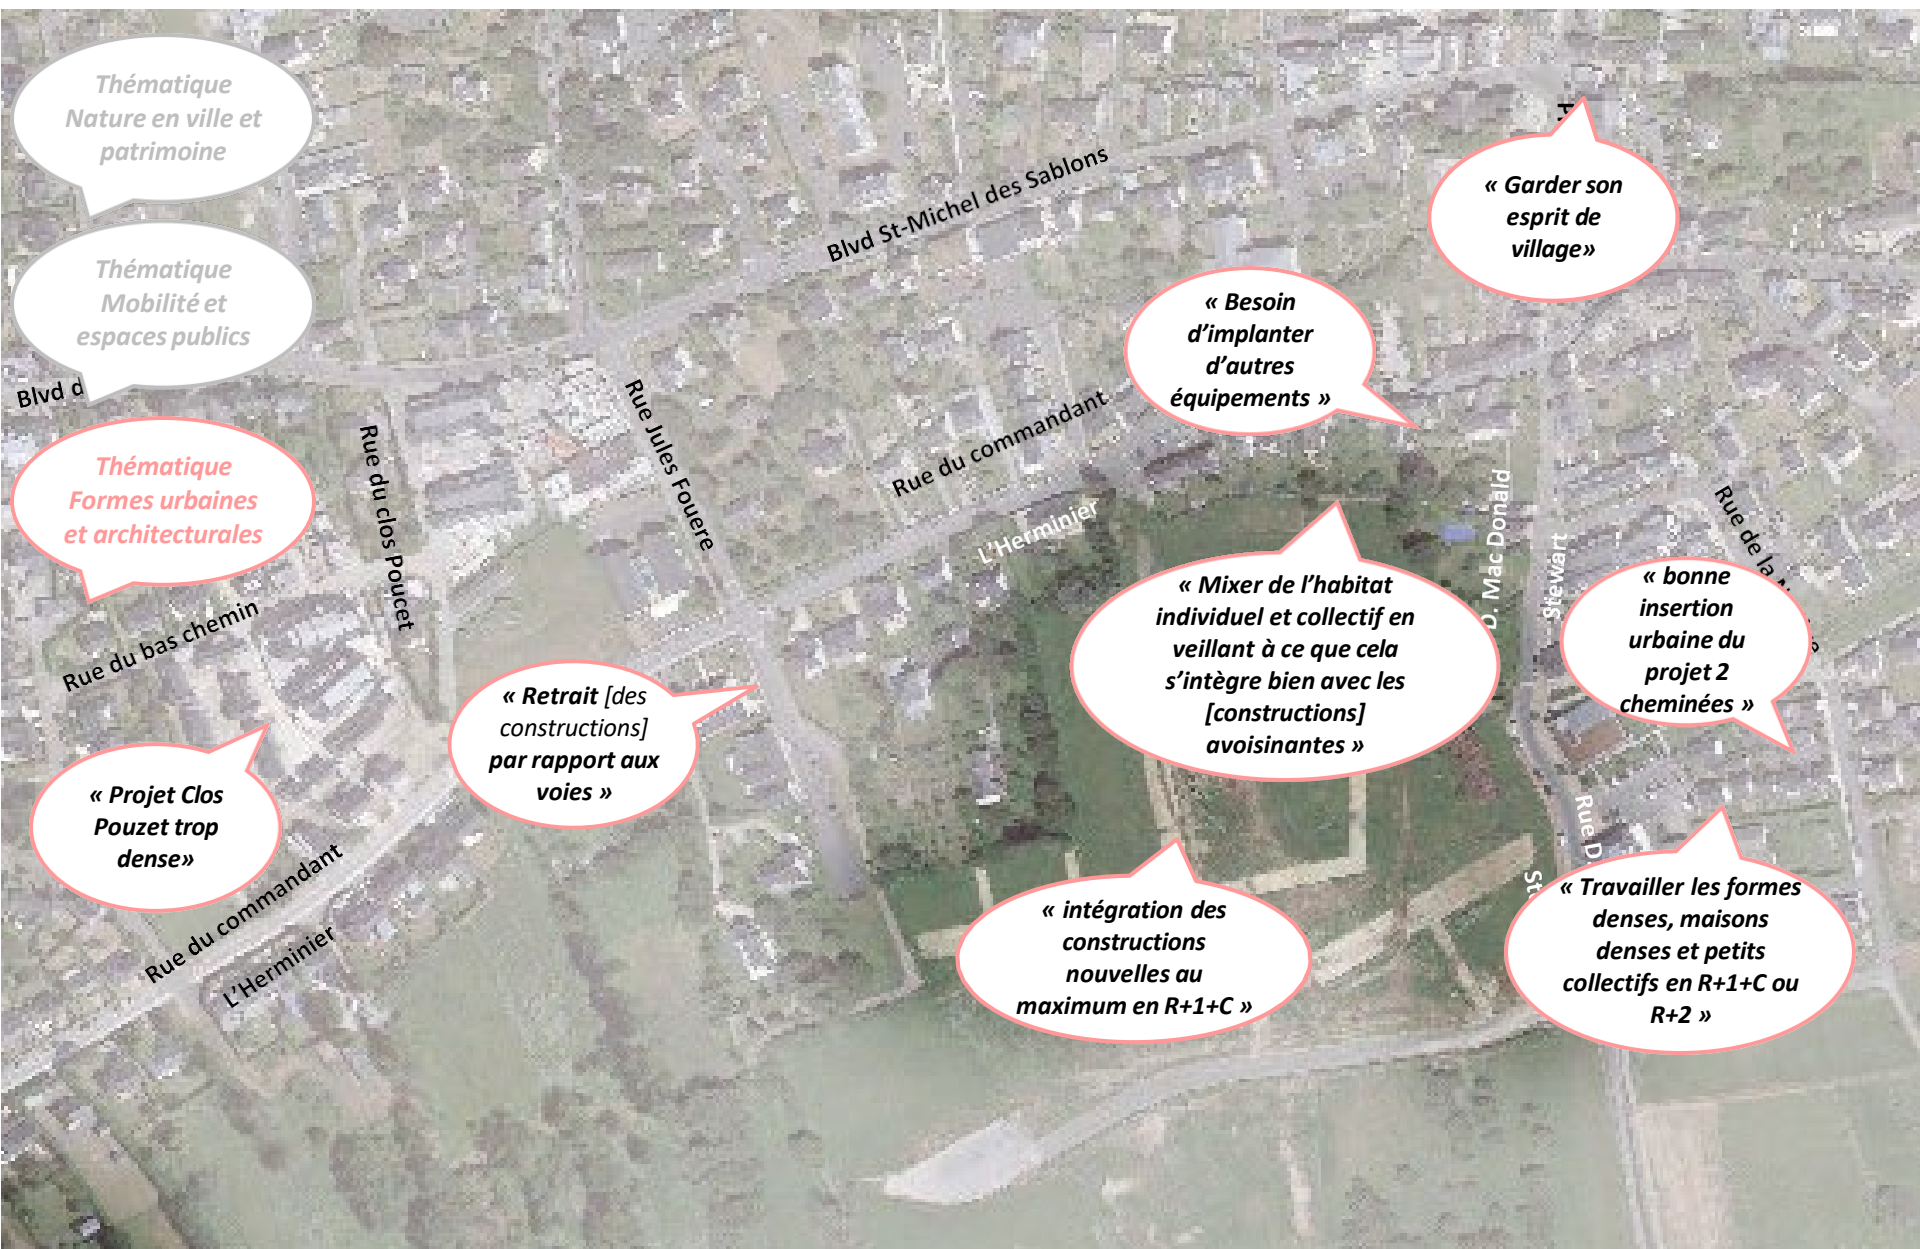 Thématique
Nature en ville et
patrimoine
Thématique
Mobilité et
espaces publics
Blvd d
Thématique
Formes urbaines
et architecturales
Blvd St-Michel des Sablons
« Garder son
esprit de
village»
« Besoin
d’implanter
d’autres
équipements »
Rue du clos Poucet
Rue Jules Fouere
Rue du commandant
L’Herminier
D. Mac Donald
Stewart
Rue de la
« Mixer de l’habitat
individuel et collectif en
veillant à ce que cela
s’intègre bien avec les
[constructions]
avoisinantes »
« bonne
insertion
urbaine du
projet 2
cheminées »
Rue du bas chemin
« Retrait [des
constructions]
par rapport aux
voies »
« Projet Clos
Pouzet trop
dense»
Rue du commandant
L’Herminier
« intégration des
constructions
nouvelles au
maximum en R+1+C »
Rue D.
St
« Travailler les formes
denses, maisons
denses et petits
collectifs en R+1+C ou
R+2 »